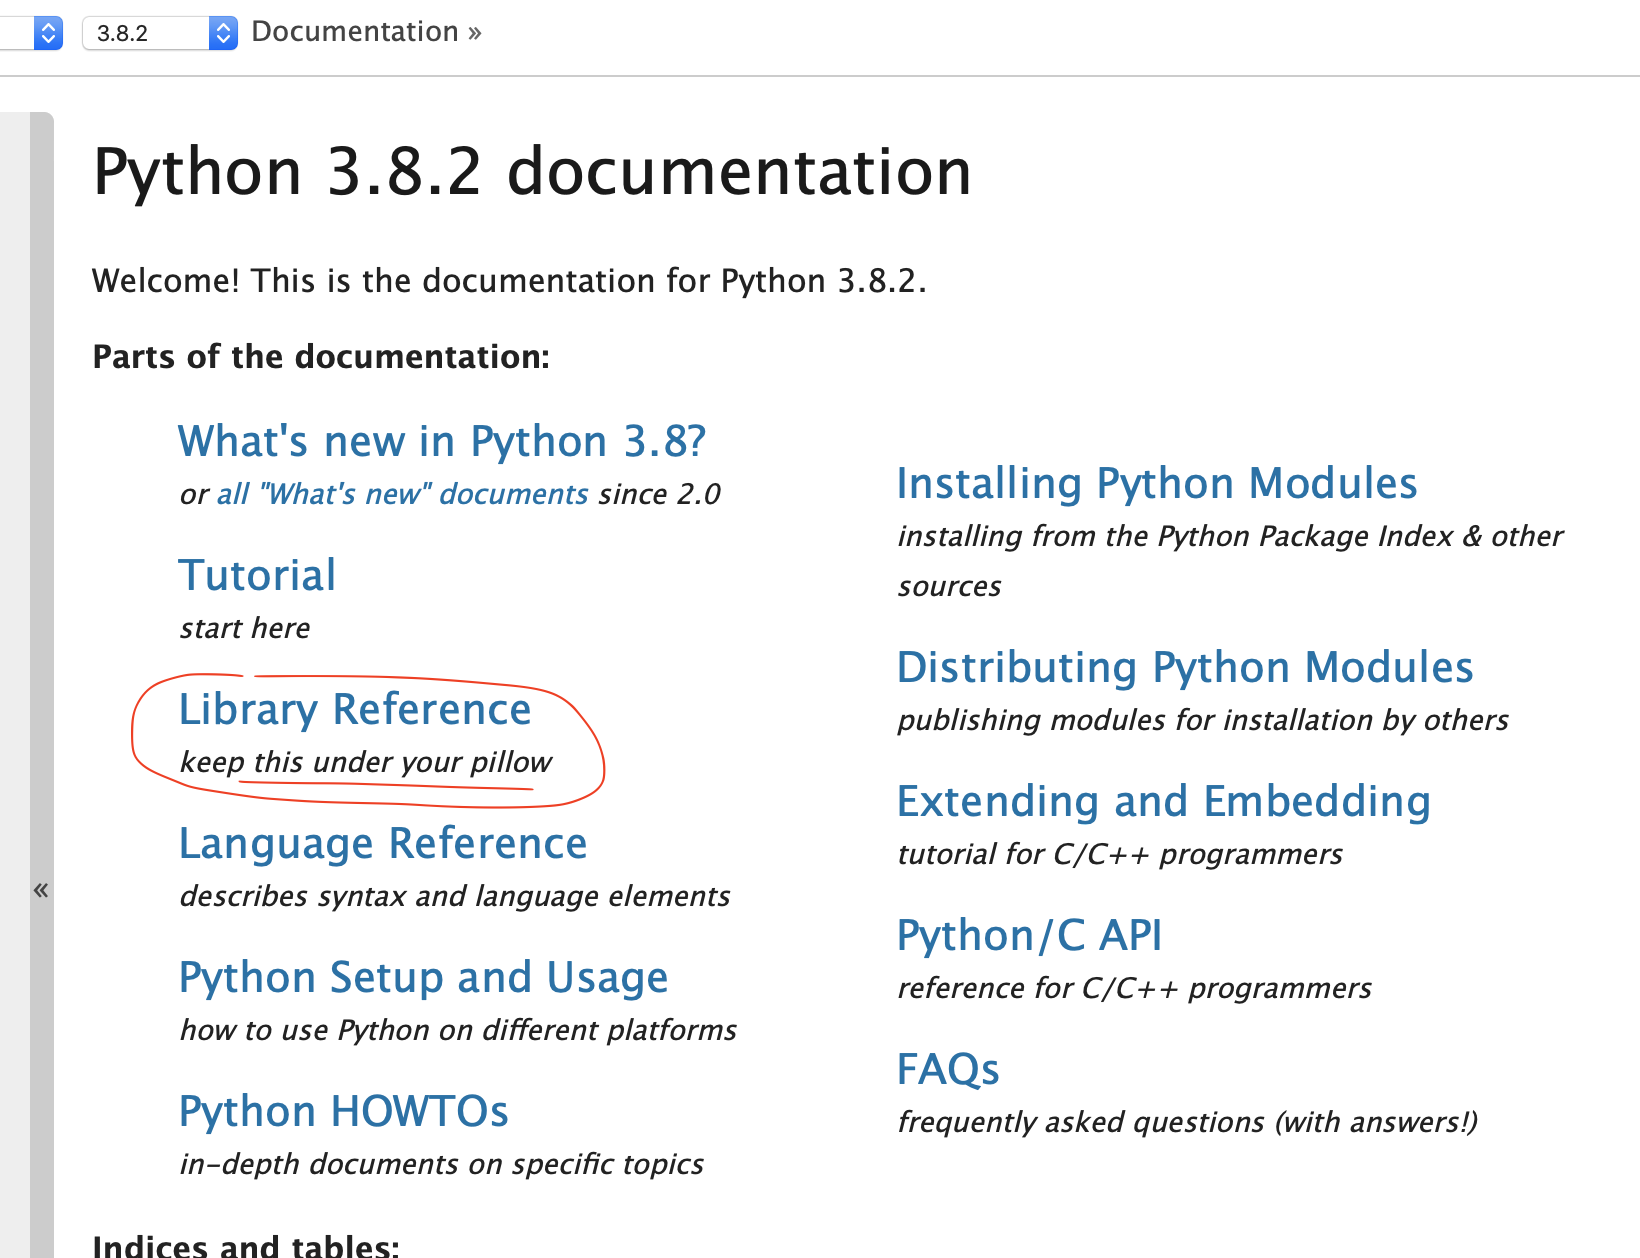 3.8.2 Documentation »
Python 3.8.2 documentation
Welcome! This is the documentation for Python 3.8.2.
Parts of the documentation:
What's new in Python 3.8?
or all "What's new" documents since 2.0
Tutorial
start here
Library Reference
keep this under your pillow
Language Reference
describes syntax and language elements
Python Setup and Usage
how to use Python on different platforms
Python HOWTOs
in-depth documents on specific topics
Installing Python Modules
installing from the Python Package Index & other
sources
Distributing Python Modules
publishing modules for installation by others
Extending and Embedding
tutorial for C/C++ programmers
Python/C API
reference for C/C++ programmers
FAQs
frequently asked questions (with answers!)
«
Indices and tables: